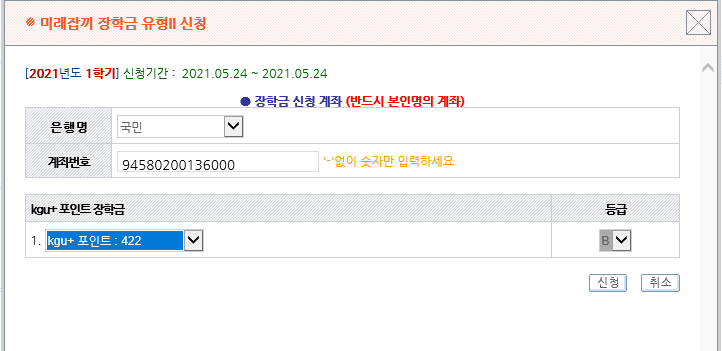 미래잡끼 장학금 유형II 신청
[2021년도 1학기] 신청기간 : 2021.05.24 ~ 2021.05.24
● 장학금 신청 계좌 (반드시 본인명의 계좌)
은행명 국민
계좌번호 94580200136000 '-'없이 숫자만 입력하세요
kgu+ 포인트 장학금 등급
1. kgu+ 포인트 : 422 B
신청 취소